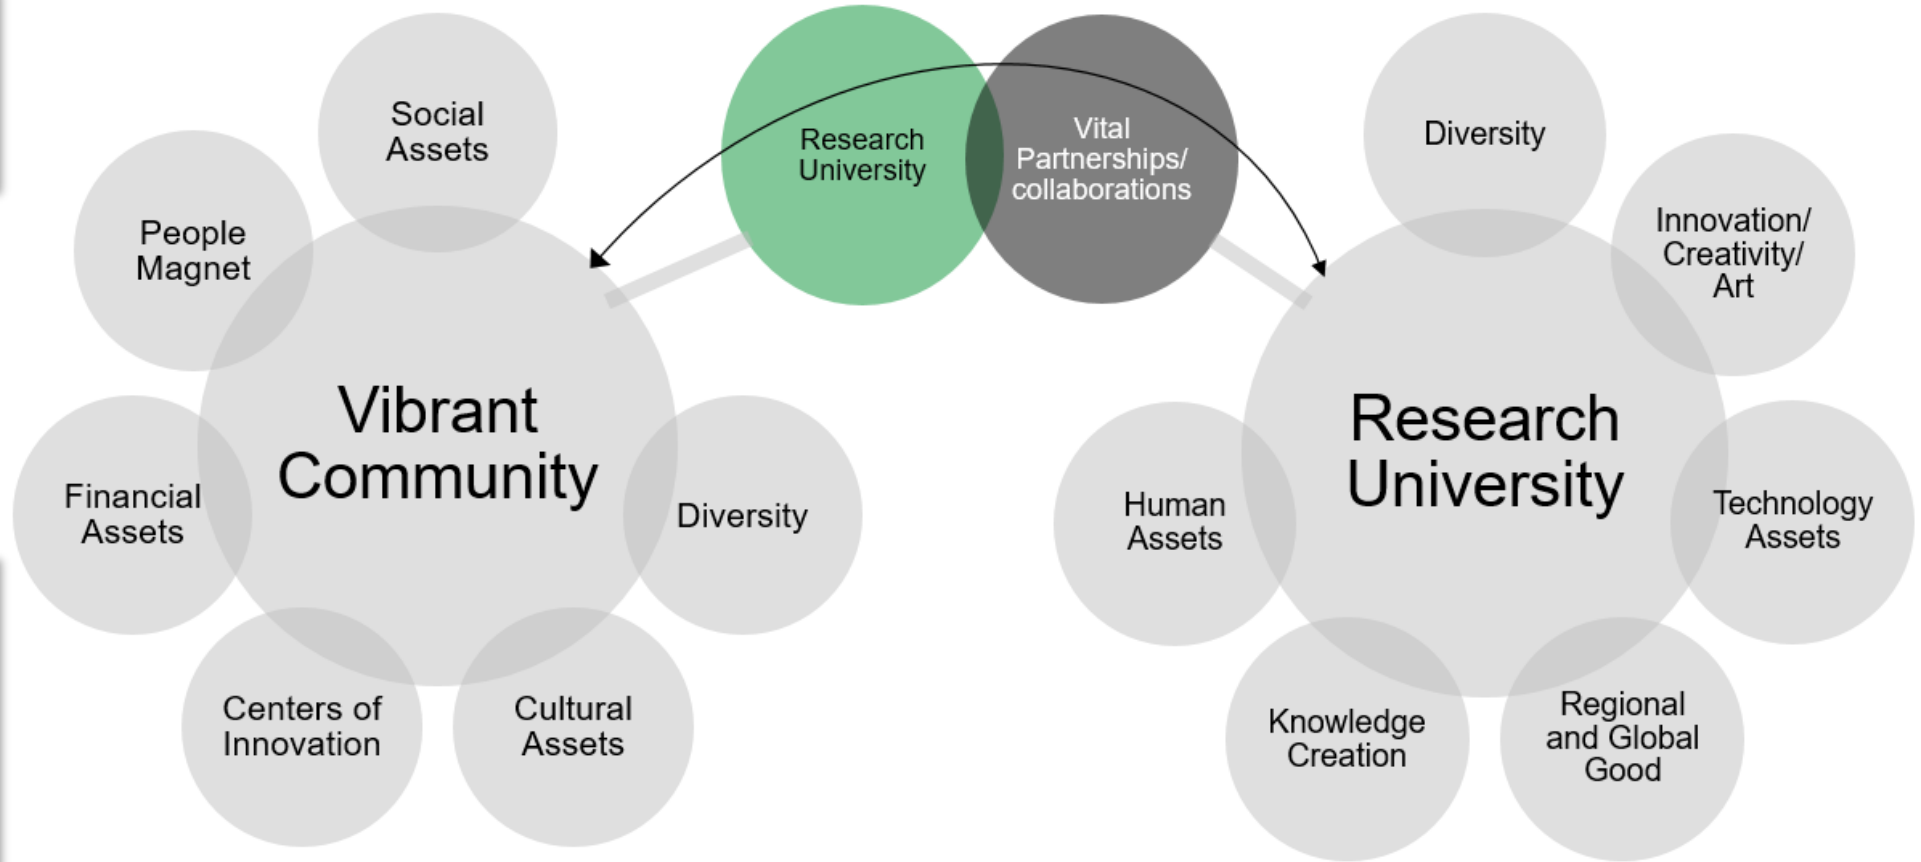 Social
Assets
People
Magnet
Financial
Assets
Centers of
Innovation
Cultural
Assets
Diversity
Vibrant
Community
Research
University
Vital
Partnerships/
collaborations
Diversity
Innovation/
Creativity/
Art
Technology
Assets
Regional
and Global
Good
Knowledge
Creation
Human
Assets
Research
University